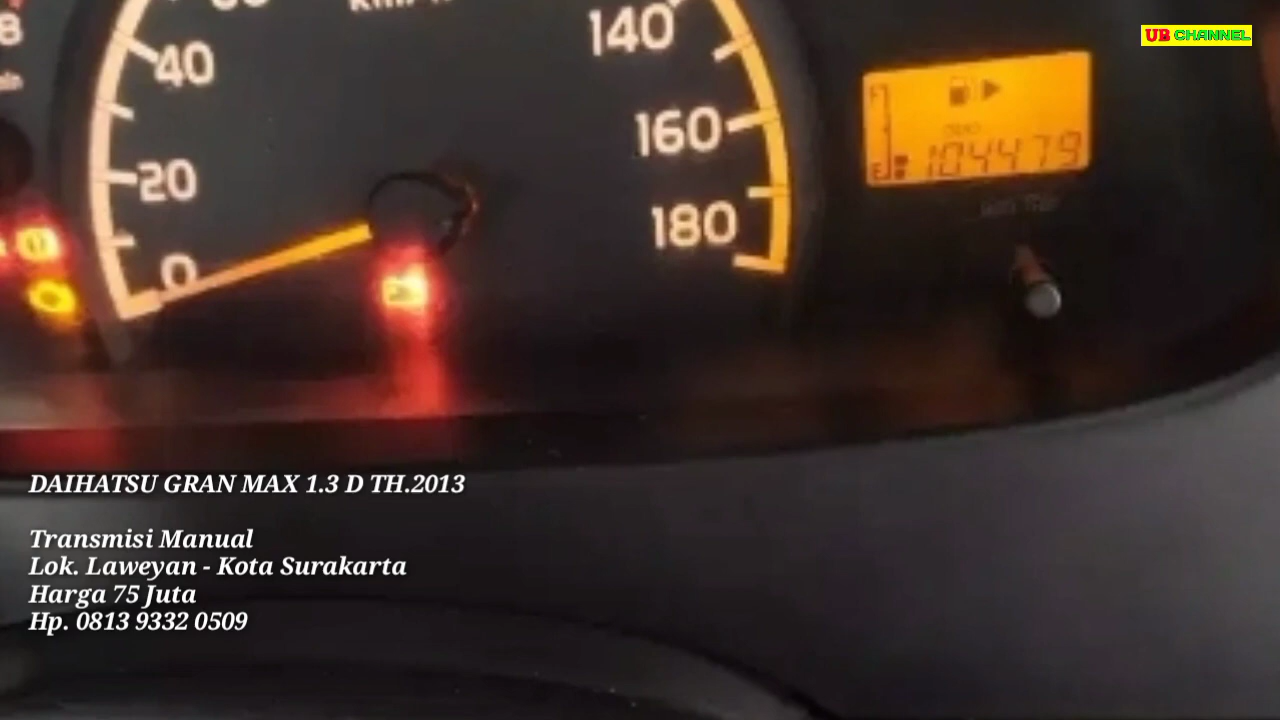 UB CHANNEL
8
40
20
0
140
160
180
F
E
104479
DAIHATSU GRAN MAX 1.3 D TH.2013
Transmisi Manual
Lok. Laweyan - Kota Surakarta
Harga 75 Juta
Hp. 0813 9332 0509